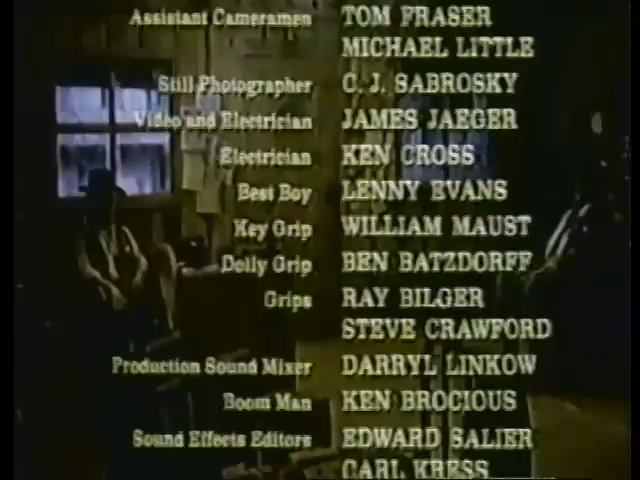 Assistant Cameramen TOM FRASER
MICHAEL LITTLE
Still Photographer C. J. SABROSKY
Video and Electrician JAMES JAEGER
Electrician KEN CROSS
Best Boy LENNY EVANS
Key Grip WILLIAM MAUST
Dolly Grip BEN BATZDORFF
Grips RAY BILGER
STEVE CRAWFORD
Production Sound Mixer DARRYL LINKOW
Boom Man KEN BROCIOUS
Sound Effects Editors EDWARD SALIER
CARL KRESS